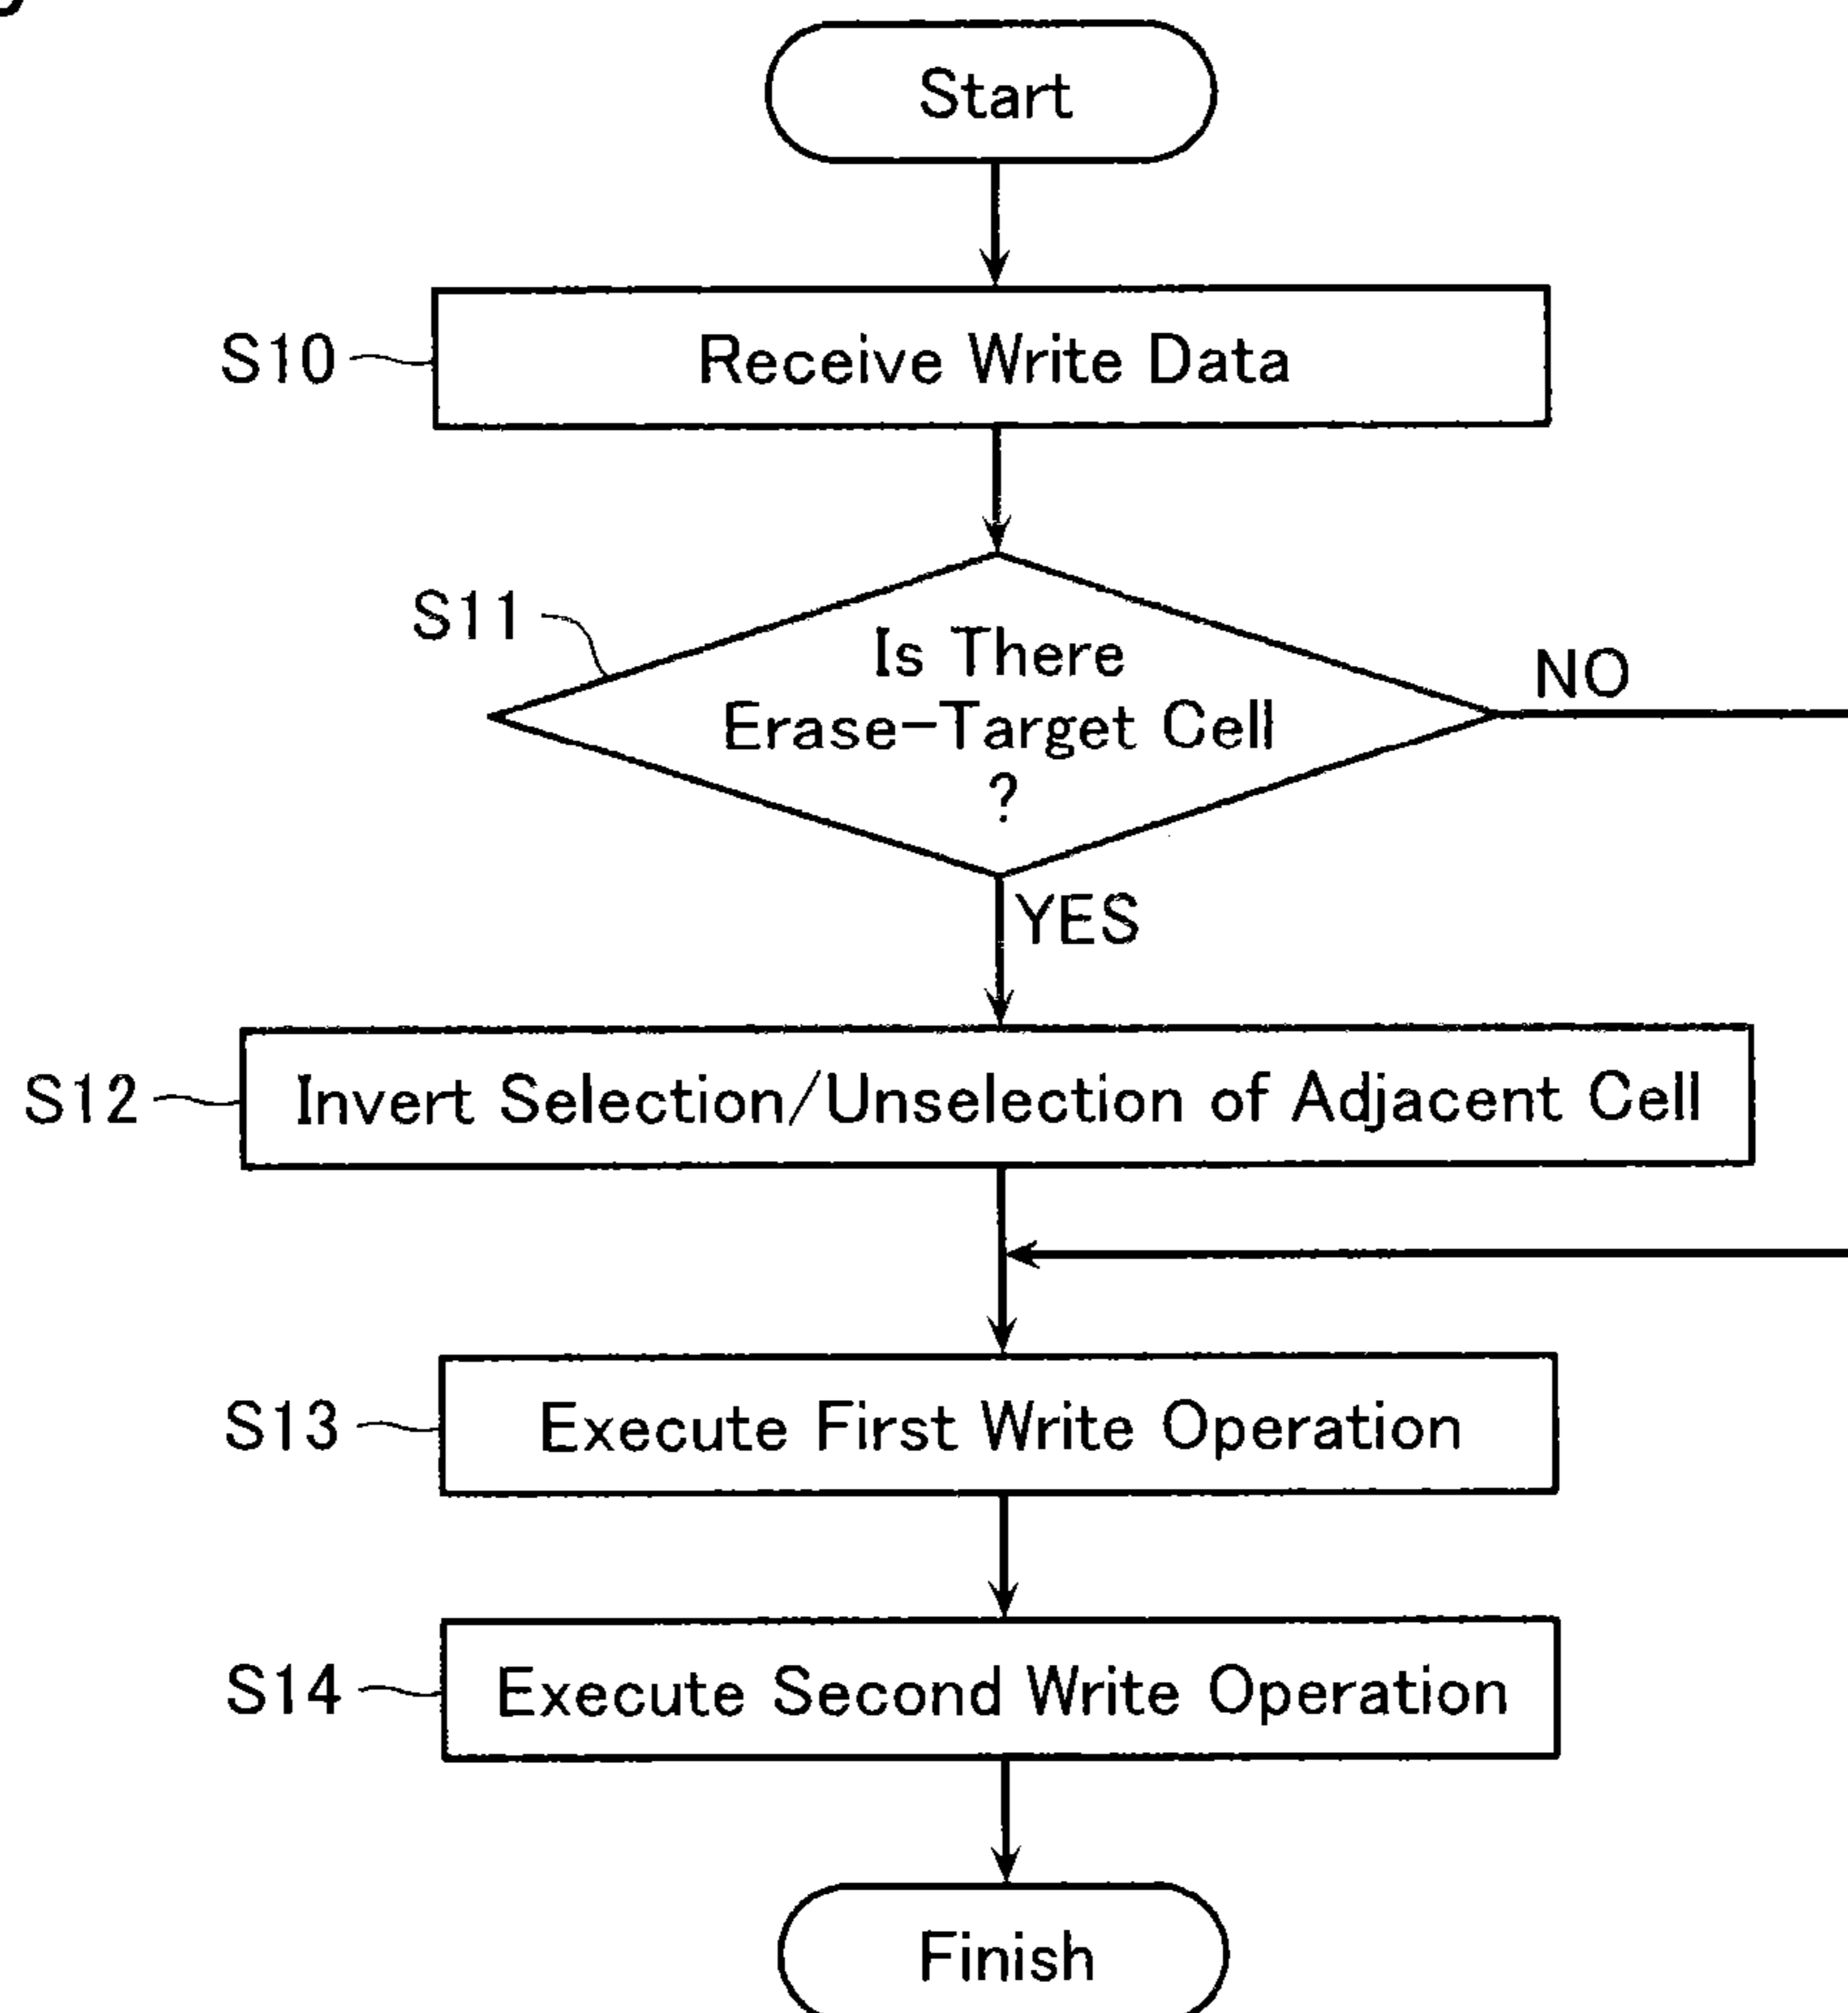 Start
S10
Receive Write Data
S11
Is There
Erase-Target Cell
?
NO
YES
S12
Invert Selection/Unselection of Adjacent Cell
S13
Execute First Write Operation
S14
Execute Second Write Operation
Finish